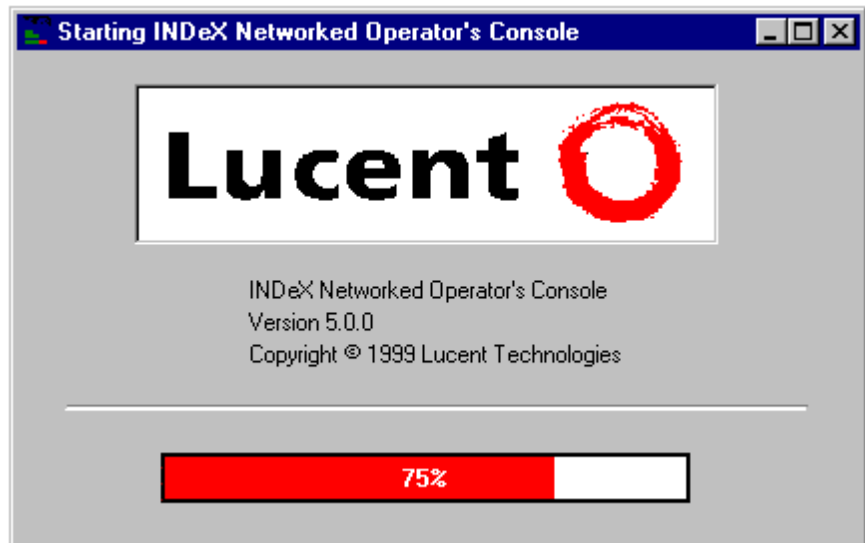 Starting INDeX Networked Operator's Console
Lucent
INDeX Networked Operator's Console
Version 5.0.0
Copyright © 1999 Lucent Technologies
75%